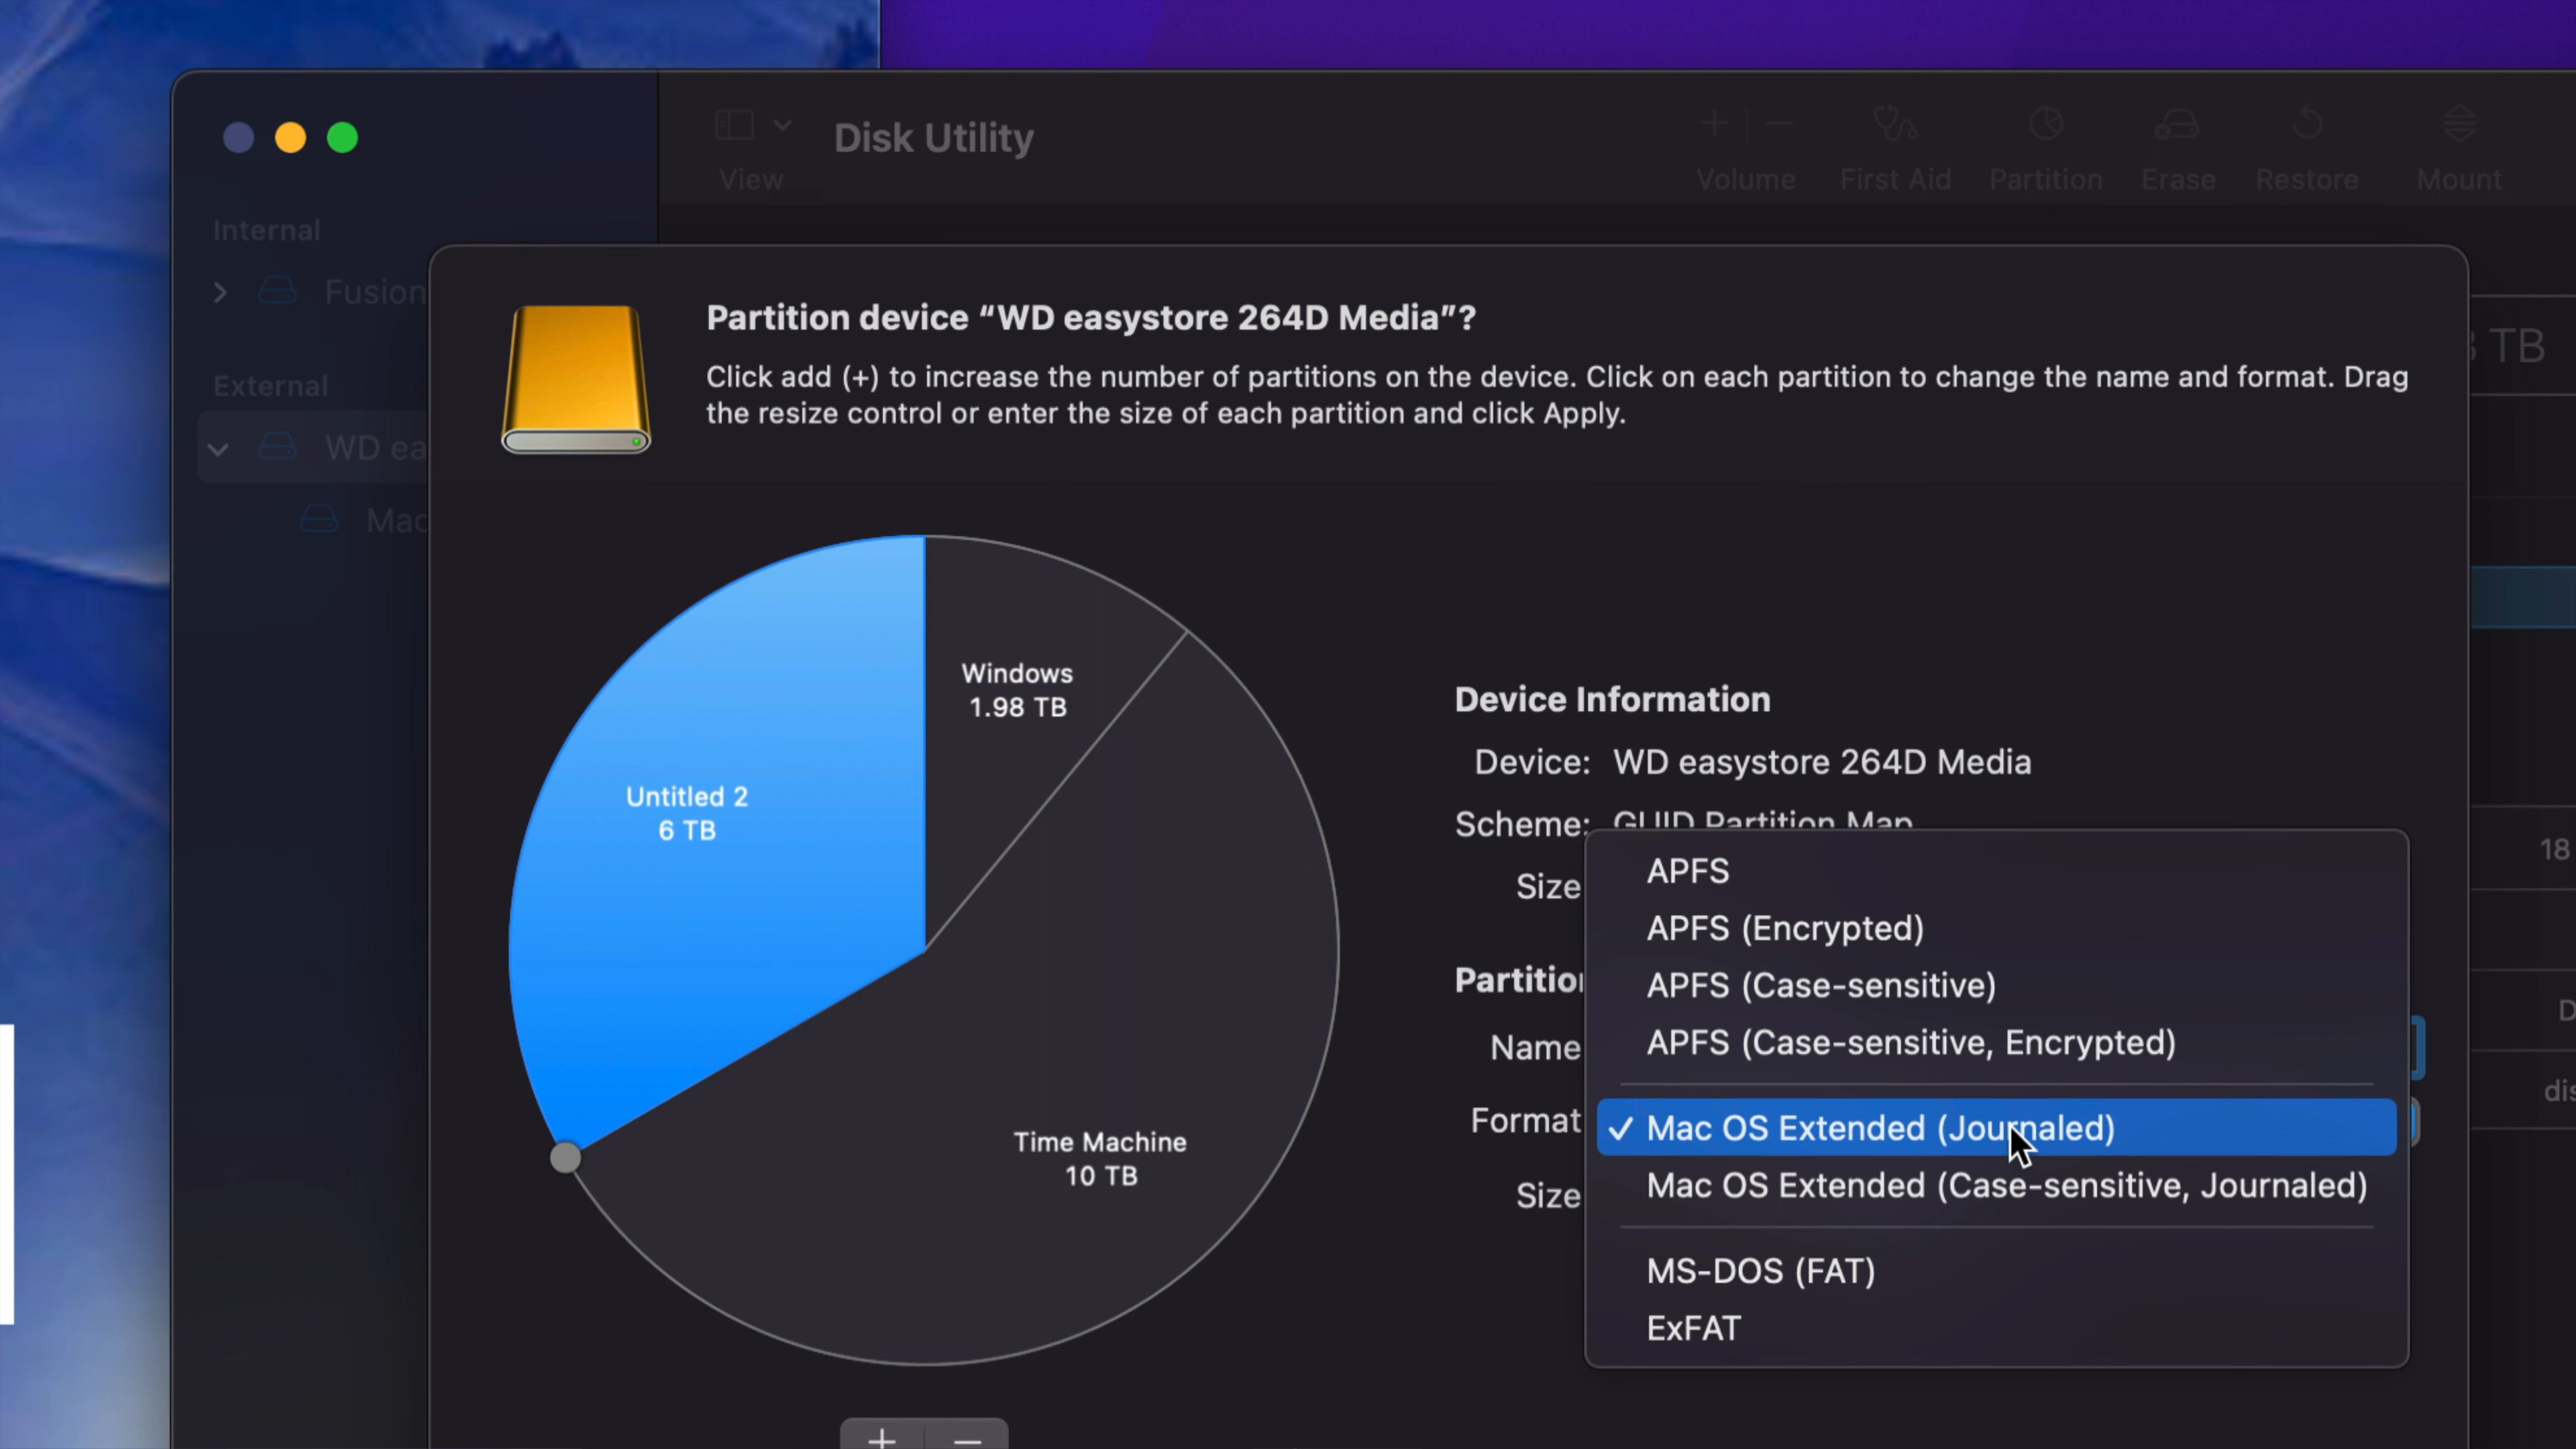 Disk Utility
View
Volume
First Aid
Partition
Erase
Restore
Mount
Internal
Fusion
External
WD ea
Mac
TB
Partition device “WD easystore 264D Media”?
Click add (+) to increase the number of partitions on the device. Click on each partition to change the name and format. Drag
the resize control or enter the size of each partition and click Apply.
Windows
1.98 TB
Untitled 2
6 TB
Time Machine
10 TB
Device Information
Device: WD easystore 264D Media
Scheme: GUID Partition Map
Size
Partition
Name
Format
Size
APFS
APFS (Encrypted)
APFS (Case-sensitive)
APFS (Case-sensitive, Encrypted)
✓ Mac OS Extended (Journaled)
Mac OS Extended (Case-sensitive, Journaled)
MS-DOS (FAT)
ExFAT
18
D
dis
+ −